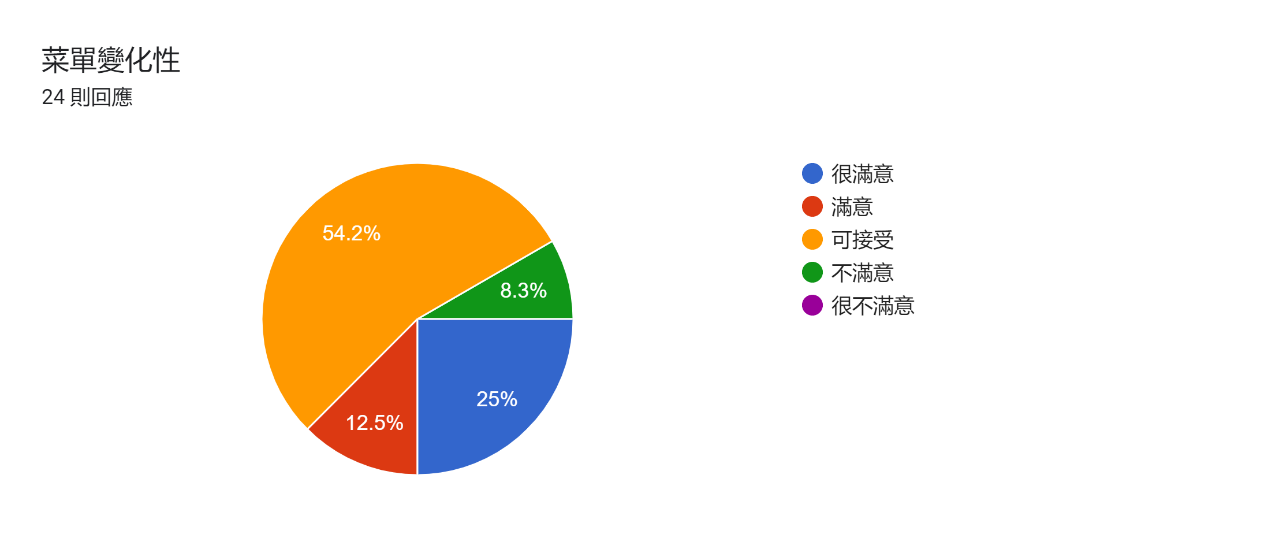 菜單變化性
24 則回應
54.2%
8.3%
25%
12.5%
很滿意
滿意
可接受
不滿意
很不滿意